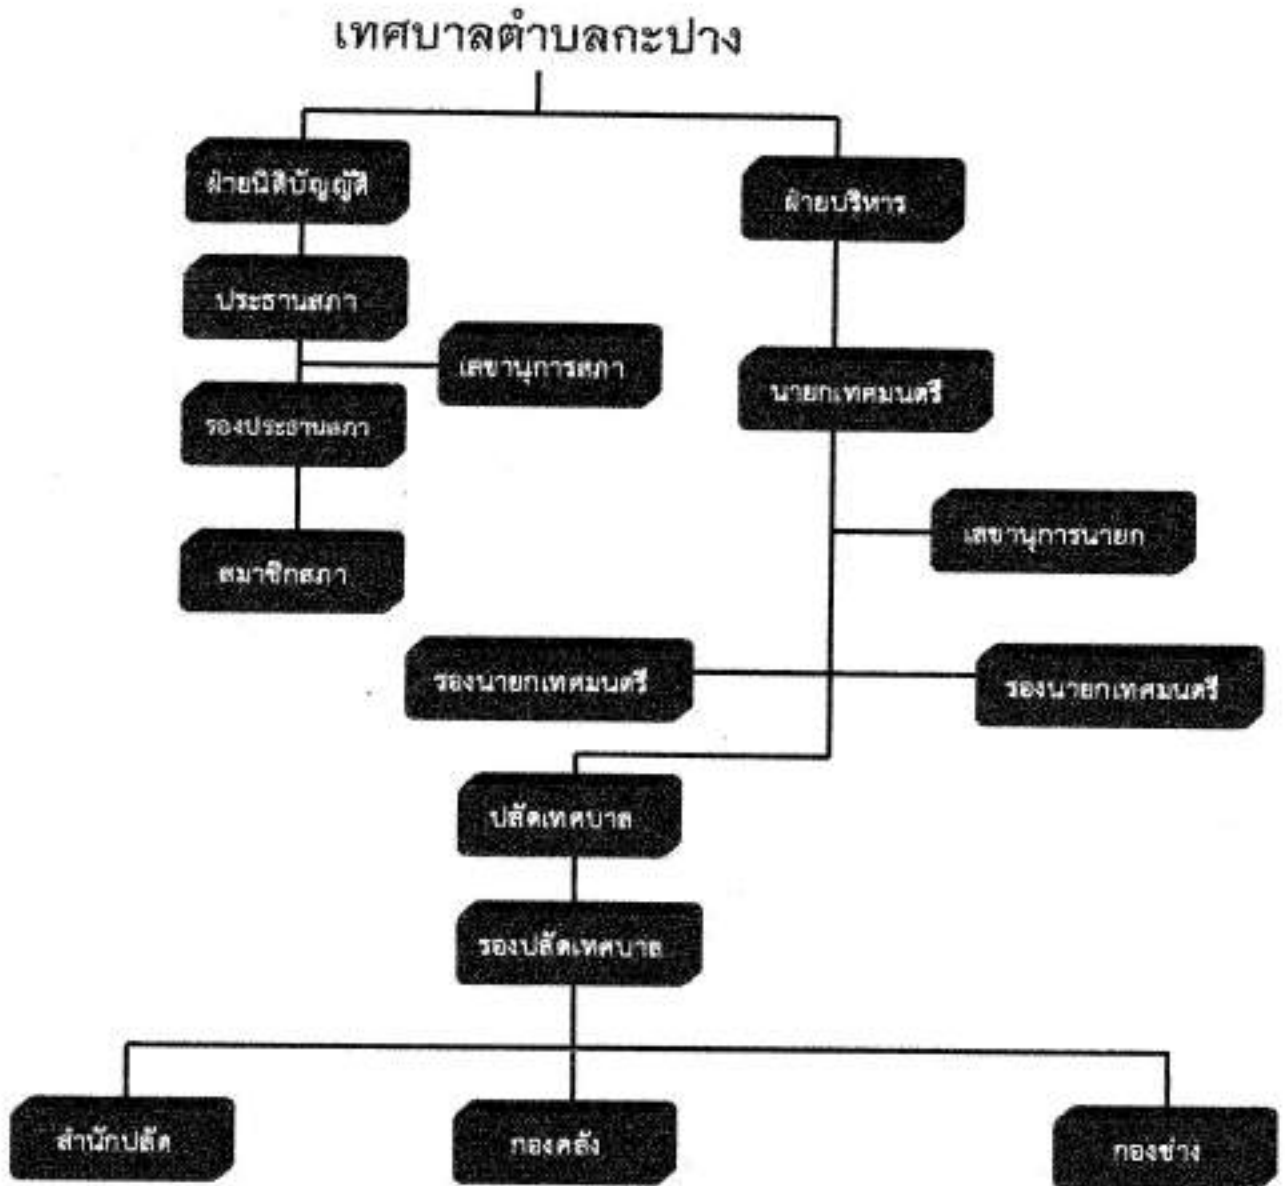 เทศบาลตำบลกะปาง
ฝ่ายนิติบัญญัติ
ฝ่ายบริหาร
ประธานสภา
เลขานุการสภา
นายกเทศมนตรี
รองประธานสภา
เลขานุการนายก
สมาชิกสภา
รองนายกเทศมนตรี
รองนายกเทศมนตรี
ปลัดเทศบาล
รองปลัดเทศบาล
สำนักปลัด
กองคลัง
กองช่าง